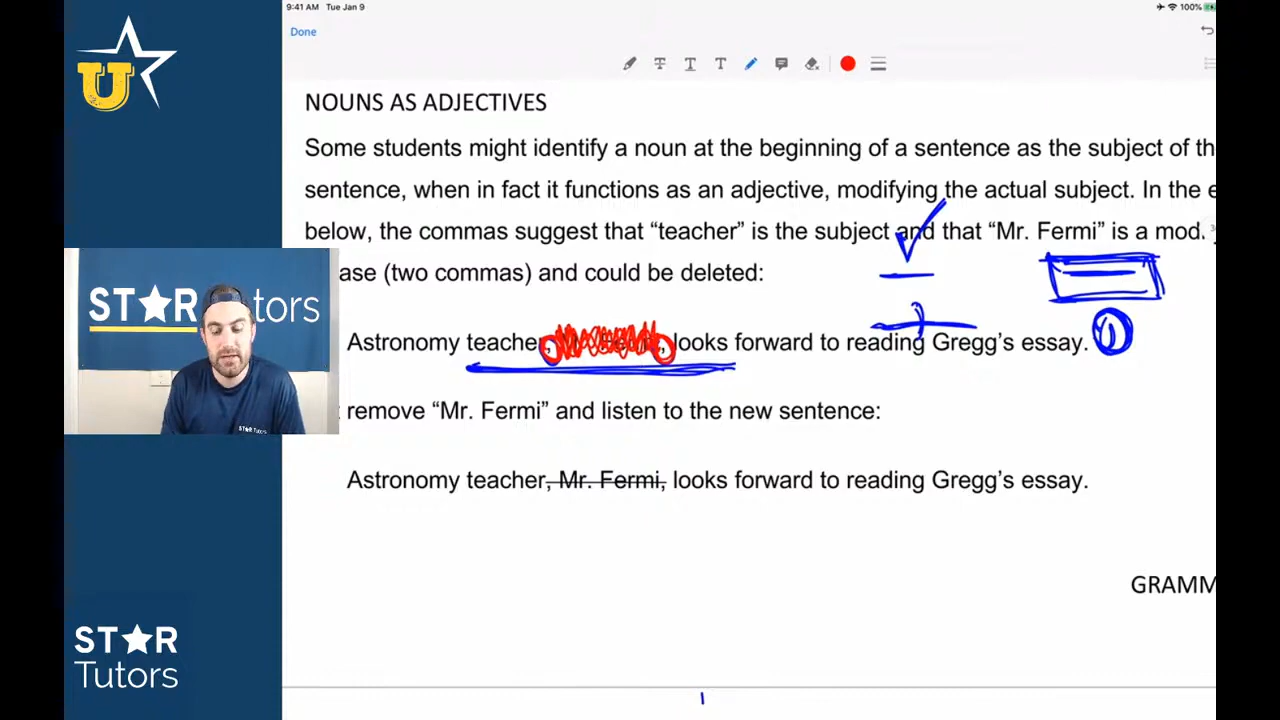 9:41 AM Tue Jan 9
100%
Done
NOUNS AS ADJECTIVES
Some students might identify a noun at the beginning of a sentence as the subject of th
sentence, when in fact it functions as an adjective, modifying the actual subject. In the e
below, the commas suggest that “teacher” is the subject and that “Mr. Fermi” is a mod.
ase (two commas) and could be deleted:
Astronomy teacher, looks forward to reading Gregg’s essay.
remove “Mr. Fermi” and listen to the new sentence:
Astronomy teacher, Mr. Fermi, looks forward to reading Gregg’s essay.
GRAMM
U
STAR tors
STAR Tutors
STAR
Tutors